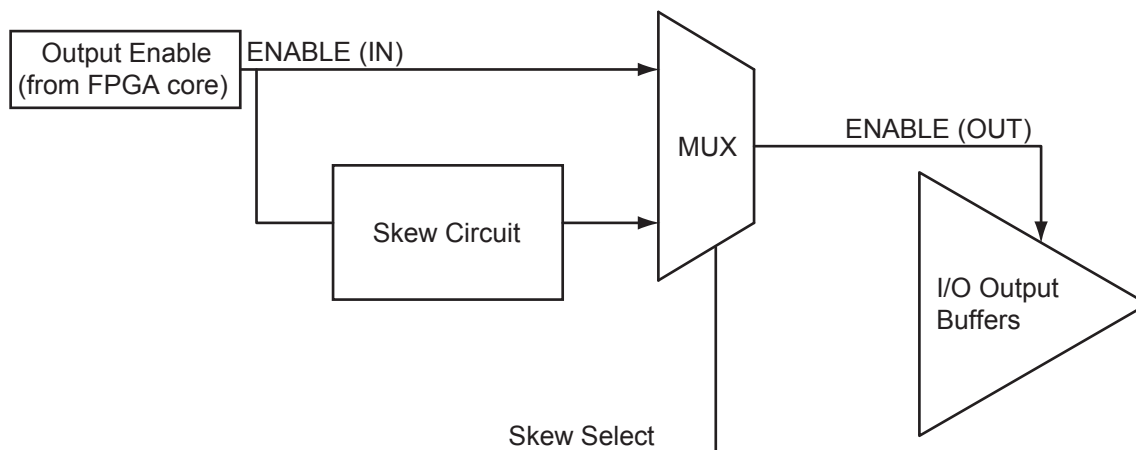 Output Enable
(from FPGA core)
ENABLE (IN)
MUX
ENABLE (OUT)
Skew Circuit
I/O Output
Buffers
Skew Select